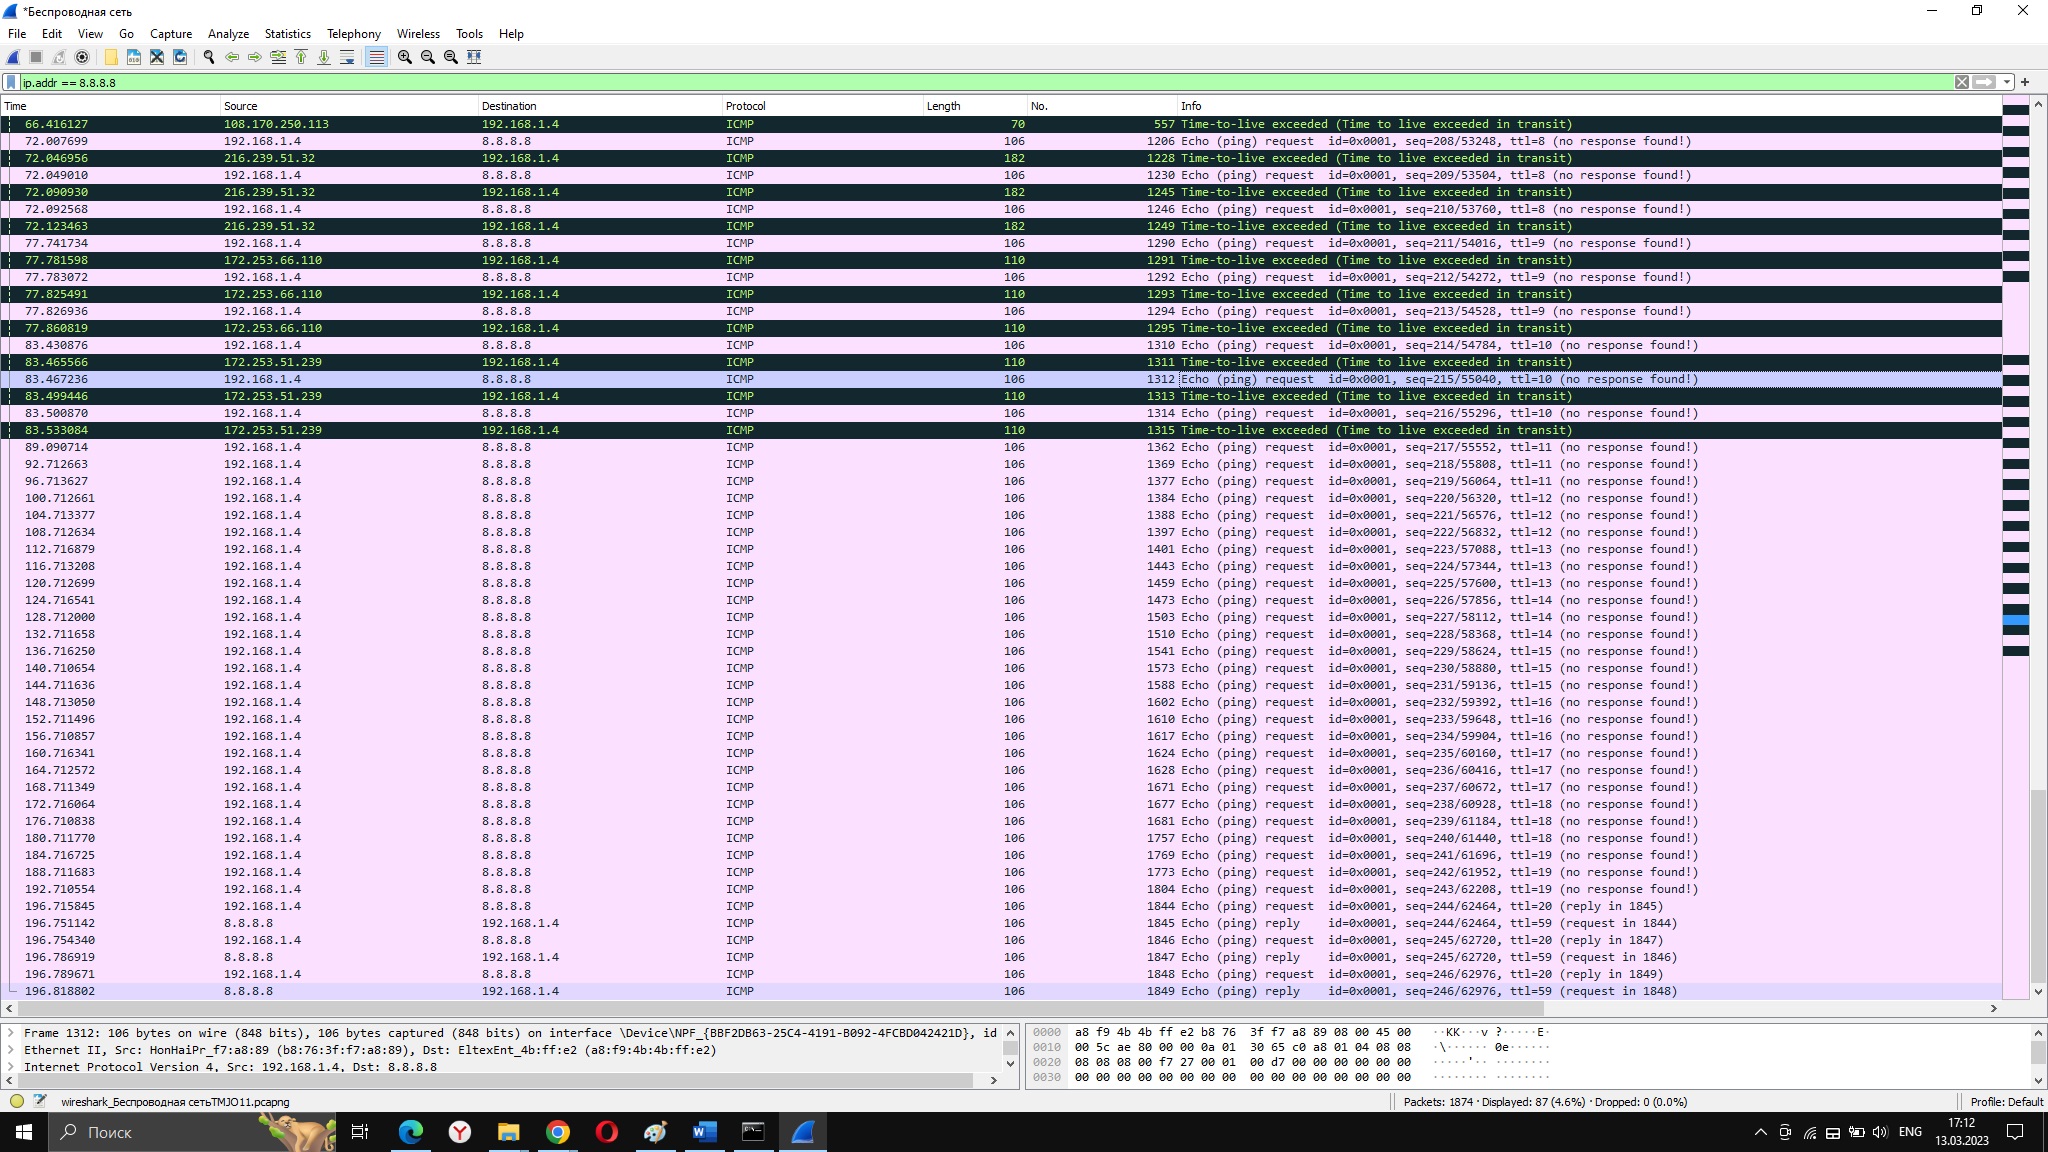 *Беспроводная сеть
File Edit View Go Capture Analyze Statistics Telephony Wireless Tools Help
ip.addr == 8.8.8.8
Time Source Destination Protocol Length No. Info
66.416127 108.170.250.113 192.168.1.4 ICMP 70 557 Time-to-live exceeded (Time to live exceeded in transit)
72.007699 192.168.1.4 8.8.8.8 ICMP 106 1206 Echo (ping) request id=0x0001, seq=208/53248, ttl=8 (no response found!)
72.046956 216.239.51.32 192.168.1.4 ICMP 182 1228 Time-to-live exceeded (Time to live exceeded in transit)
72.049010 192.168.1.4 8.8.8.8 ICMP 106 1230 Echo (ping) request id=0x0001, seq=209/53504, ttl=8 (no response found!)
72.090930 216.239.51.32 192.168.1.4 ICMP 182 1245 Time-to-live exceeded (Time to live exceeded in transit)
72.092568 192.168.1.4 8.8.8.8 ICMP 106 1246 Echo (ping) request id=0x0001, seq=210/53760, ttl=8 (no response found!)
72.123463 216.239.51.32 192.168.1.4 ICMP 182 1249 Time-to-live exceeded (Time to live exceeded in transit)
77.741734 192.168.1.4 8.8.8.8 ICMP 106 1290 Echo (ping) request id=0x0001, seq=211/54016, ttl=9 (no response found!)
77.781598 172.253.66.110 192.168.1.4 ICMP 110 1291 Time-to-live exceeded (Time to live exceeded in transit)
77.783072 192.168.1.4 8.8.8.8 ICMP 106 1292 Echo (ping) request id=0x0001, seq=212/54272, ttl=9 (no response found!)
77.825491 172.253.66.110 192.168.1.4 ICMP 110 1293 Time-to-live exceeded (Time to live exceeded in transit)
77.826936 192.168.1.4 8.8.8.8 ICMP 106 1294 Echo (ping) request id=0x0001, seq=213/54528, ttl=9 (no response found!)
77.860819 172.253.66.110 192.168.1.4 ICMP 110 1295 Time-to-live exceeded (Time to live exceeded in transit)
83.430876 192.168.1.4 8.8.8.8 ICMP 106 1310 Echo (ping) request id=0x0001, seq=214/54784, ttl=10 (no response found!)
83.465566 172.253.51.239 192.168.1.4 ICMP 110 1311 Time-to-live exceeded (Time to live exceeded in transit)
83.467236 192.168.1.4 8.8.8.8 ICMP 106 1312 Echo (ping) request id=0x0001, seq=215/55040, ttl=10 (no response found!)
83.499446 172.253.51.239 192.168.1.4 ICMP 110 1313 Time-to-live exceeded (Time to live exceeded in transit)
83.500870 192.168.1.4 8.8.8.8 ICMP 106 1314 Echo (ping) request id=0x0001, seq=216/55296, ttl=10 (no response found!)
83.533084 172.253.51.239 192.168.1.4 ICMP 110 1315 Time-to-live exceeded (Time to live exceeded in transit)
89.090714 192.168.1.4 8.8.8.8 ICMP 106 1362 Echo (ping) request id=0x0001, seq=217/55552, ttl=11 (no response found!)
92.712663 192.168.1.4 8.8.8.8 ICMP 106 1369 Echo (ping) request id=0x0001, seq=218/55808, ttl=11 (no response found!)
96.713627 192.168.1.4 8.8.8.8 ICMP 106 1377 Echo (ping) request id=0x0001, seq=219/56064, ttl=11 (no response found!)
100.712661 192.168.1.4 8.8.8.8 ICMP 106 1384 Echo (ping) request id=0x0001, seq=220/56320, ttl=12 (no response found!)
104.713377 192.168.1.4 8.8.8.8 ICMP 106 1388 Echo (ping) request id=0x0001, seq=221/56576, ttl=12 (no response found!)
108.712634 192.168.1.4 8.8.8.8 ICMP 106 1397 Echo (ping) request id=0x0001, seq=222/56832, ttl=12 (no response found!)
112.716879 192.168.1.4 8.8.8.8 ICMP 106 1401 Echo (ping) request id=0x0001, seq=223/57088, ttl=13 (no response found!)
116.713208 192.168.1.4 8.8.8.8 ICMP 106 1443 Echo (ping) request id=0x0001, seq=224/57344, ttl=13 (no response found!)
120.712699 192.168.1.4 8.8.8.8 ICMP 106 1459 Echo (ping) request id=0x0001, seq=225/57600, ttl=13 (no response found!)
124.716541 192.168.1.4 8.8.8.8 ICMP 106 1473 Echo (ping) request id=0x0001, seq=226/57856, ttl=14 (no response found!)
128.712000 192.168.1.4 8.8.8.8 ICMP 106 1503 Echo (ping) request id=0x0001, seq=227/58112, ttl=14 (no response found!)
132.711658 192.168.1.4 8.8.8.8 ICMP 106 1510 Echo (ping) request id=0x0001, seq=228/58368, ttl=14 (no response found!)
136.716250 192.168.1.4 8.8.8.8 ICMP 106 1541 Echo (ping) request id=0x0001, seq=229/58624, ttl=15 (no response found!)
140.710654 192.168.1.4 8.8.8.8 ICMP 106 1573 Echo (ping) request id=0x0001, seq=230/58880, ttl=15 (no response found!)
144.711636 192.168.1.4 8.8.8.8 ICMP 106 1588 Echo (ping) request id=0x0001, seq=231/59136, ttl=15 (no response found!)
148.713050 192.168.1.4 8.8.8.8 ICMP 106 1602 Echo (ping) request id=0x0001, seq=232/59392, ttl=16 (no response found!)
152.711496 192.168.1.4 8.8.8.8 ICMP 106 1610 Echo (ping) request id=0x0001, seq=233/59648, ttl=16 (no response found!)
156.710857 192.168.1.4 8.8.8.8 ICMP 106 1617 Echo (ping) request id=0x0001, seq=234/59904, ttl=16 (no response found!)
160.716341 192.168.1.4 8.8.8.8 ICMP 106 1624 Echo (ping) request id=0x0001, seq=235/60160, ttl=17 (no response found!)
164.712572 192.168.1.4 8.8.8.8 ICMP 106 1628 Echo (ping) request id=0x0001, seq=236/60416, ttl=17 (no response found!)
168.711349 192.168.1.4 8.8.8.8 ICMP 106 1671 Echo (ping) request id=0x0001, seq=237/60672, ttl=17 (no response found!)
172.716064 192.168.1.4 8.8.8.8 ICMP 106 1677 Echo (ping) request id=0x0001, seq=238/60928, ttl=18 (no response found!)
176.710838 192.168.1.4 8.8.8.8 ICMP 106 1681 Echo (ping) request id=0x0001, seq=239/61184, ttl=18 (no response found!)
180.711770 192.168.1.4 8.8.8.8 ICMP 106 1757 Echo (ping) request id=0x0001, seq=240/61440, ttl=18 (no response found!)
184.716725 192.168.1.4 8.8.8.8 ICMP 106 1769 Echo (ping) request id=0x0001, seq=241/61696, ttl=19 (no response found!)
188.711683 192.168.1.4 8.8.8.8 ICMP 106 1773 Echo (ping) request id=0x0001, seq=242/61952, ttl=19 (no response found!)
192.710554 192.168.1.4 8.8.8.8 ICMP 106 1804 Echo (ping) request id=0x0001, seq=243/62208, ttl=19 (no response found!)
196.715845 192.168.1.4 8.8.8.8 ICMP 106 1844 Echo (ping) request id=0x0001, seq=244/62464, ttl=20 (reply in 1845)
196.751142 8.8.8.8 192.168.1.4 ICMP 106 1845 Echo (ping) reply id=0x0001, seq=244/62464, ttl=59 (request in 1844)
196.754340 192.168.1.4 8.8.8.8 ICMP 106 1846 Echo (ping) request id=0x0001, seq=245/62720, ttl=20 (reply in 1847)
196.786919 8.8.8.8 192.168.1.4 ICMP 106 1847 Echo (ping) reply id=0x0001, seq=245/62720, ttl=59 (request in 1846)
196.789671 192.168.1.4 8.8.8.8 ICMP 106 1848 Echo (ping) request id=0x0001, seq=246/62976, ttl=20 (reply in 1849)
196.818802 8.8.8.8 192.168.1.4 ICMP 106 1849 Echo (ping) reply id=0x0001, seq=246/62976, ttl=59 (request in 1848)
Frame 1312: 106 bytes on wire (848 bits), 106 bytes captured (848 bits) on interface \Device\NPF_{BBF2DB63-25C4-4191-B092-4FCBD042421D}, id
Ethernet II, Src: HonHaiPr_f7:a8:89 (b8:76:3f:f7:a8:89), Dst: EltexEnt_4b:ff:e2 (a8:f9:4b:4b:ff:e2)
Internet Protocol Version 4, Src: 192.168.1.4, Dst: 8.8.8.8
0000 a8 f9 4b 4b ff e2 b8 76 3f f7 a8 89 08 00 45 00 ··KK···v ?·····E·
0010 00 5c ae 80 00 00 0a 01 30 65 c0 a8 01 04 08 08 ·\······ 0e······
0020 08 08 08 00 f7 27 00 01 00 d7 00 00 00 00 00 00 ·····'·· ········
0030 00 00 00 00 00 00 00 00 00 00 00 00 00 00 00 00 ········ ········
wireshark_Беспроводная сетьTMJO11.pcapng
Packets: 1874 · Displayed: 87 (4.6%) · Dropped: 0 (0.0%)
Profile: Default
Поиск
ENG
17:12
13.03.2023